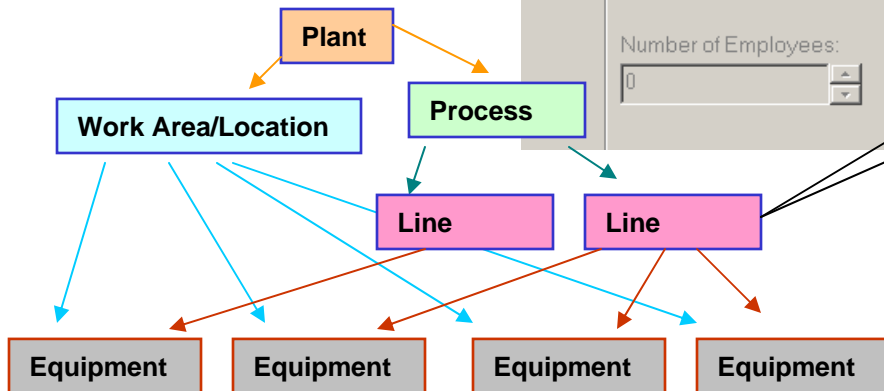 Plant
Number of Employees:
0
Work Area/Location
Process
Line
Line
Equipment
Equipment
Equipment
Equipment